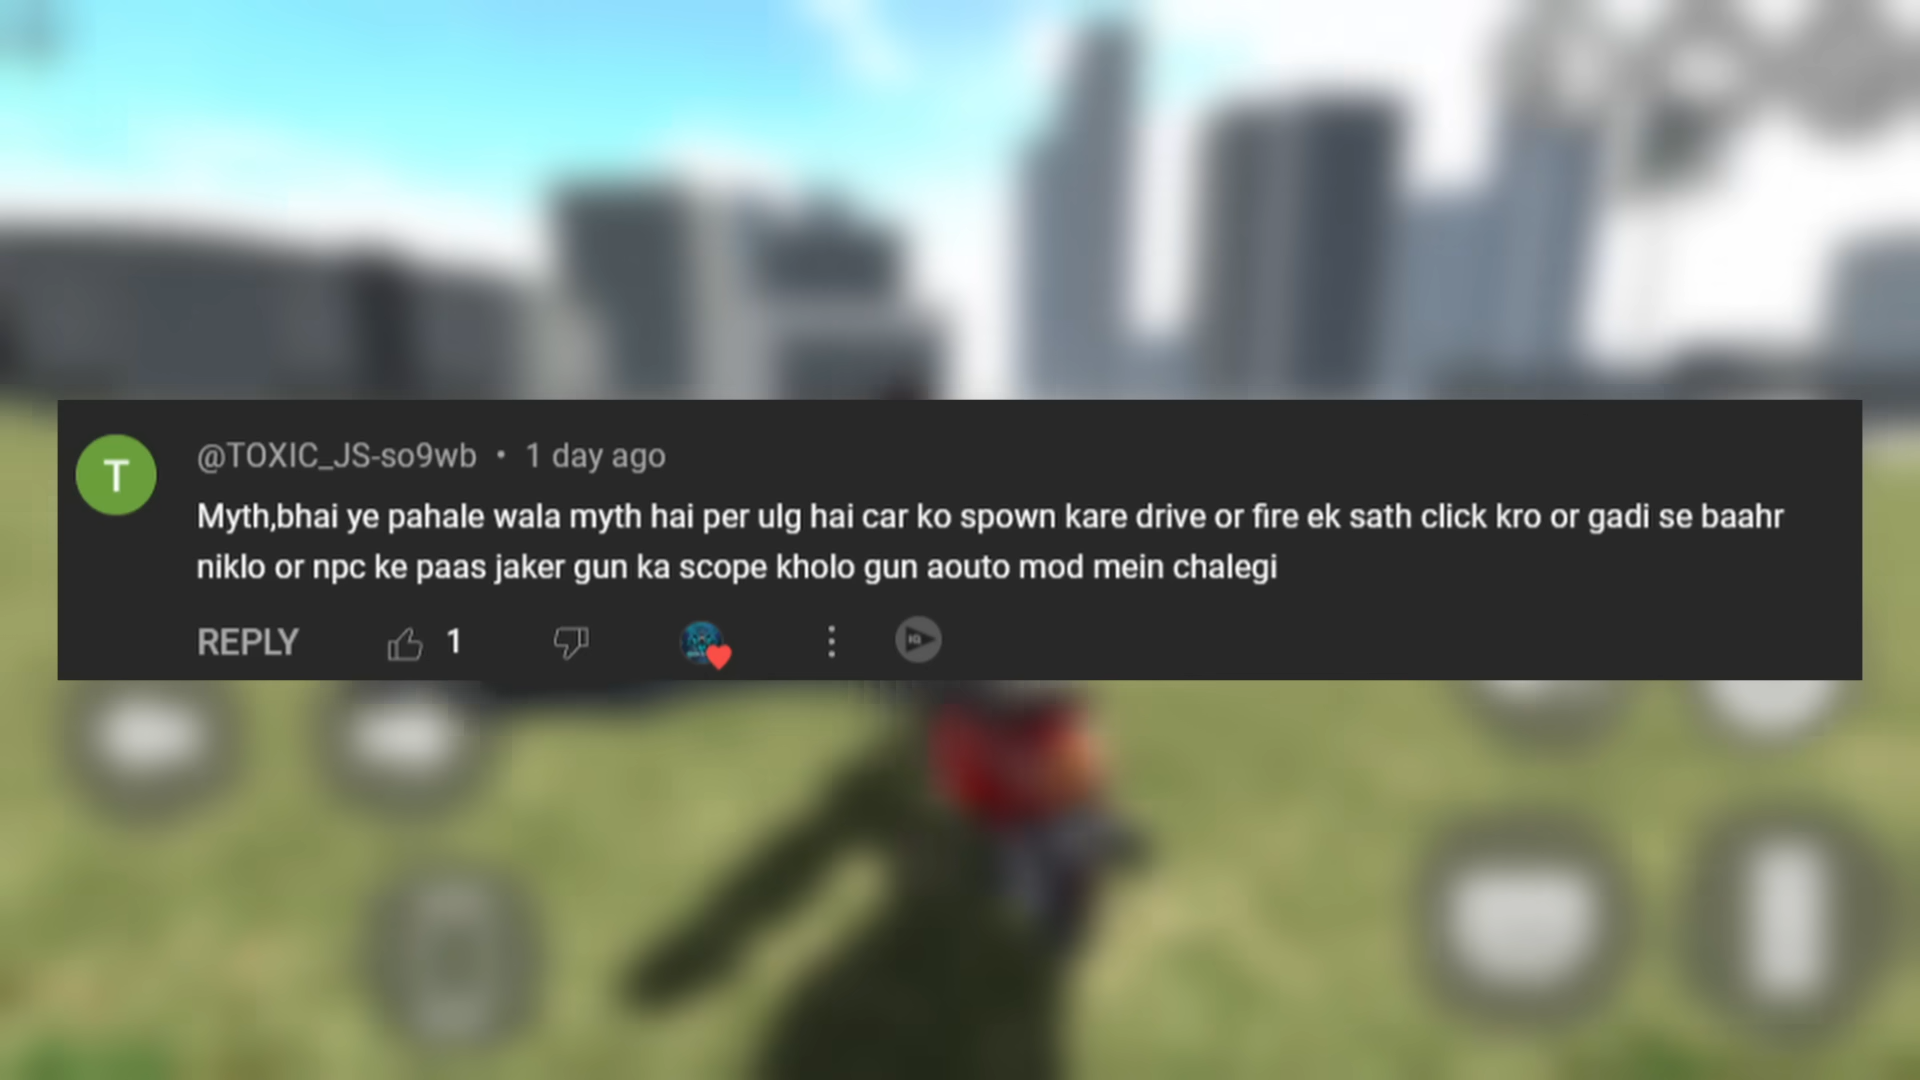 T
@TOXIC_JS-so9wb • 1 day ago
Myth,bhai ye pahale wala myth hai per ulg hai car ko spown kare drive or fire ek sath click kro or gadi se baahr
niklo or npc ke paas jaker gun ka scope kholo gun aouto mod mein chalegi
REPLY 1 IQ